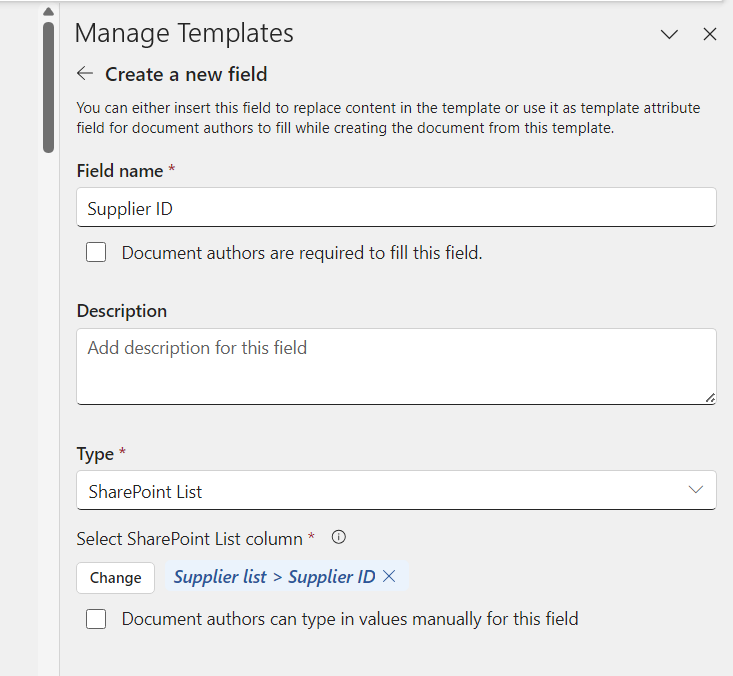 Manage Templates
Create a new field
You can either insert this field to replace content in the template or use it as template attribute
field for document authors to fill while creating the document from this template.
Field name *
Supplier ID
Document authors are required to fill this field.
Description
Add description for this field
Type *
SharePoint List
Select SharePoint List column *
Change Supplier list > Supplier ID
Document authors can type in values manually for this field